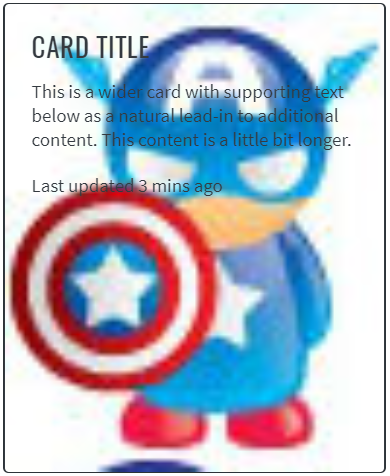 CARD TITLE
This is a wider card with supporting text
below as a natural lead-in to additional
content. This content is a little bit longer.
Last updated 3 mins ago